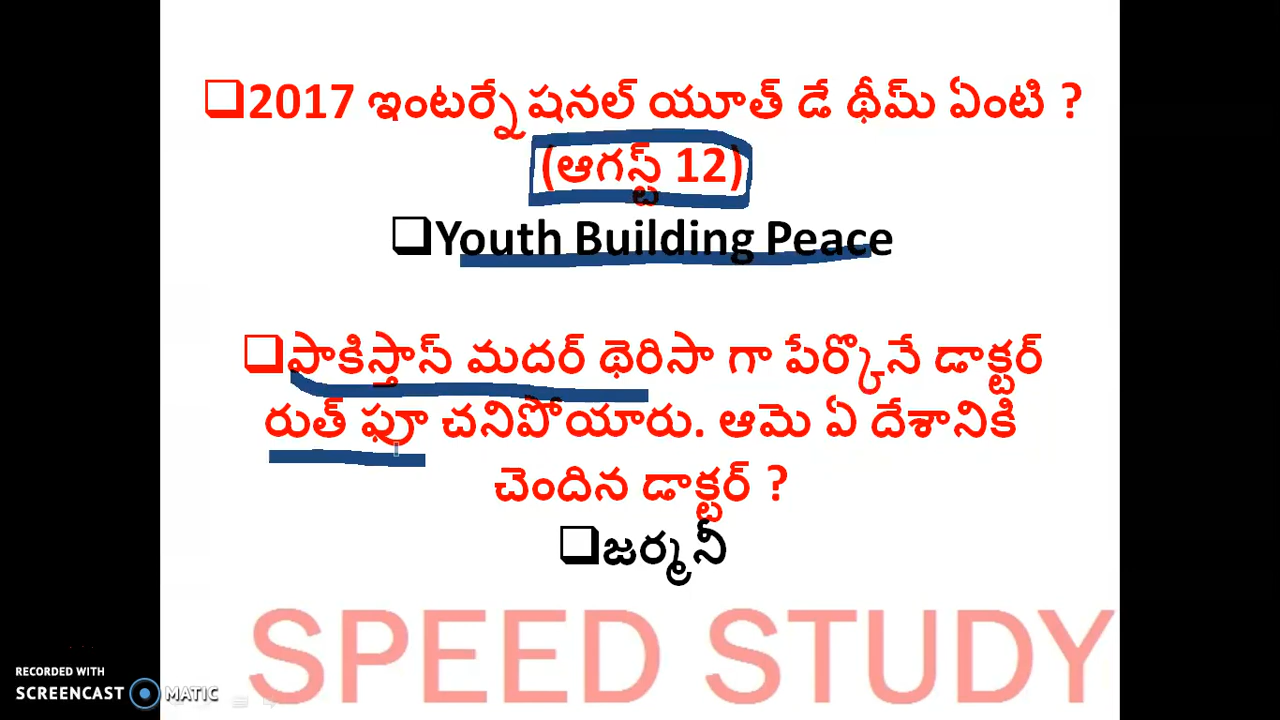 ❑2017 ఇంటర్నేషనల్ యూత్ డే థీమ్ ఏంటి ?
(ఆగస్ట్ 12)
❑Youth Building Peace
❑పాకిస్తాస్ మదర్ థెరిసా గా పేర్కొనే డాక్టర్
రుత్ ఫూ చనిపోయారు. ఆమె ఏ దేశానికి
చెందిన డాక్టర్ ?
❑జర్మనీ
SPEED STUDY
RECORDED WITH
SCREENCAST MATIC